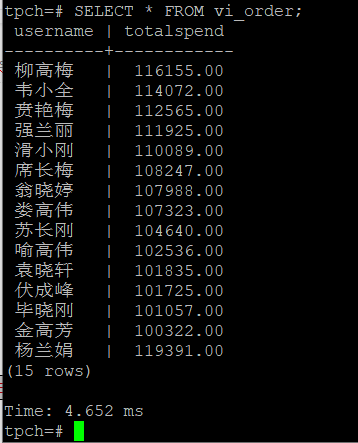 tpch=# SELECT * FROM vi_order;
 username | totalspend
----------+------------
 柳高梅   |  116155.00
 韦小全   |  114072.00
 贲艳梅   |  112565.00
 强兰丽   |  111925.00
 滑小刚   |  110089.00
 席长梅   |  108247.00
 翁晓婷   |  107988.00
 娄高伟   |  107323.00
 苏长刚   |  104640.00
 喻高伟   |  102536.00
 袁晓轩   |  101835.00
 伏成峰   |  101725.00
 毕晓刚   |  101057.00
 金高芳   |  100322.00
 杨兰娟   |  119391.00
(15 rows)
Time: 4.652 ms
tpch=#